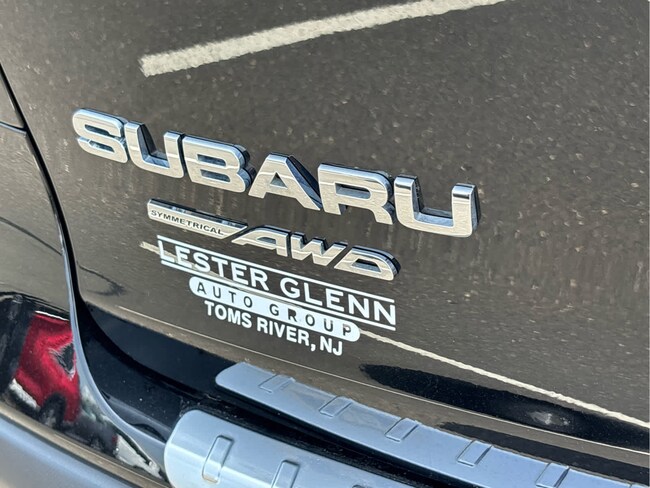 SUBARU
SYMMETRICAL AWD
LESTER GLENN
AUTO GROUP
TOMS RIVER, NJ